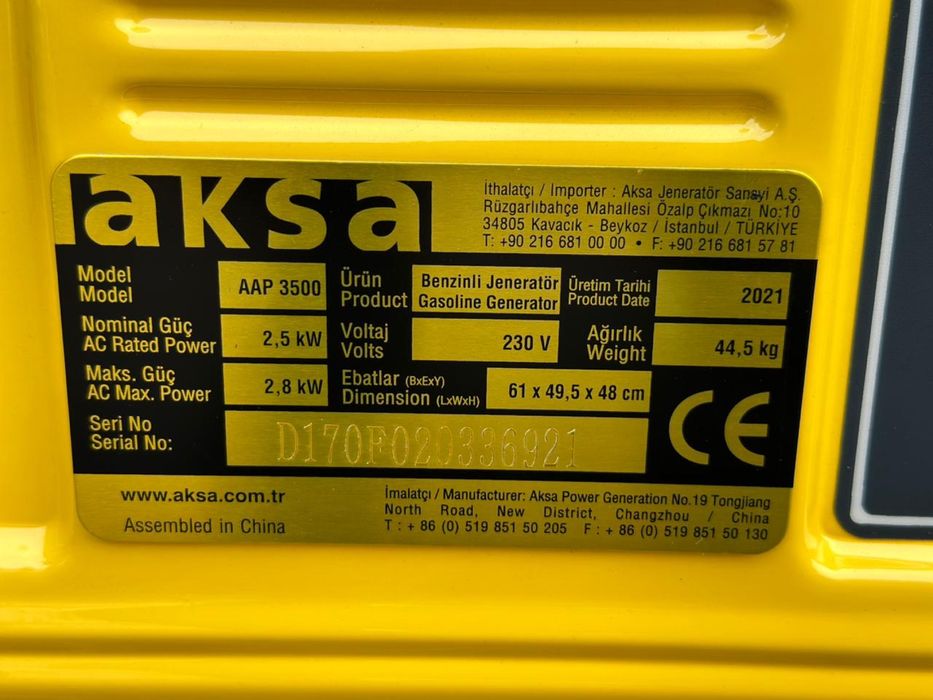 aksa
İthalatçı / Importer : Aksa Jeneratör Sanayi A.Ş.
Rüzgarlıbahçe Mahallesi Özalp Çıkmazı No:10
34805 Kavacık - Beykoz / İstanbul / TÜRKİYE
T: +90 216 681 00 00 • F: +90 216 681 57 81
Model
Model
AAP 3500
Ürün
Product
Benzinli Jeneratör
Gasoline Generator
Üretim Tarihi
Product Date
2021
Nominal Güç
AC Rated Power
2,5 kW
Voltaj
Volts
230 V
Ağırlık
Weight
44,5 kg
Maks. Güç
AC Max. Power
2,8 kW
Ebatlar (BxExY)
Dimension (LxWxH)
61 x 49,5 x 48 cm
Seri No
Serial No:
D170F020336921
CE
www.aksa.com.tr
Assembled in China
İmalatçı / Manufacturer: Aksa Power Generation No.19 Tongjiang
North Road, New District, Changzhou / China
T : + 86 (0) 519 851 50 205 F : + 86 (0) 519 851 50 130